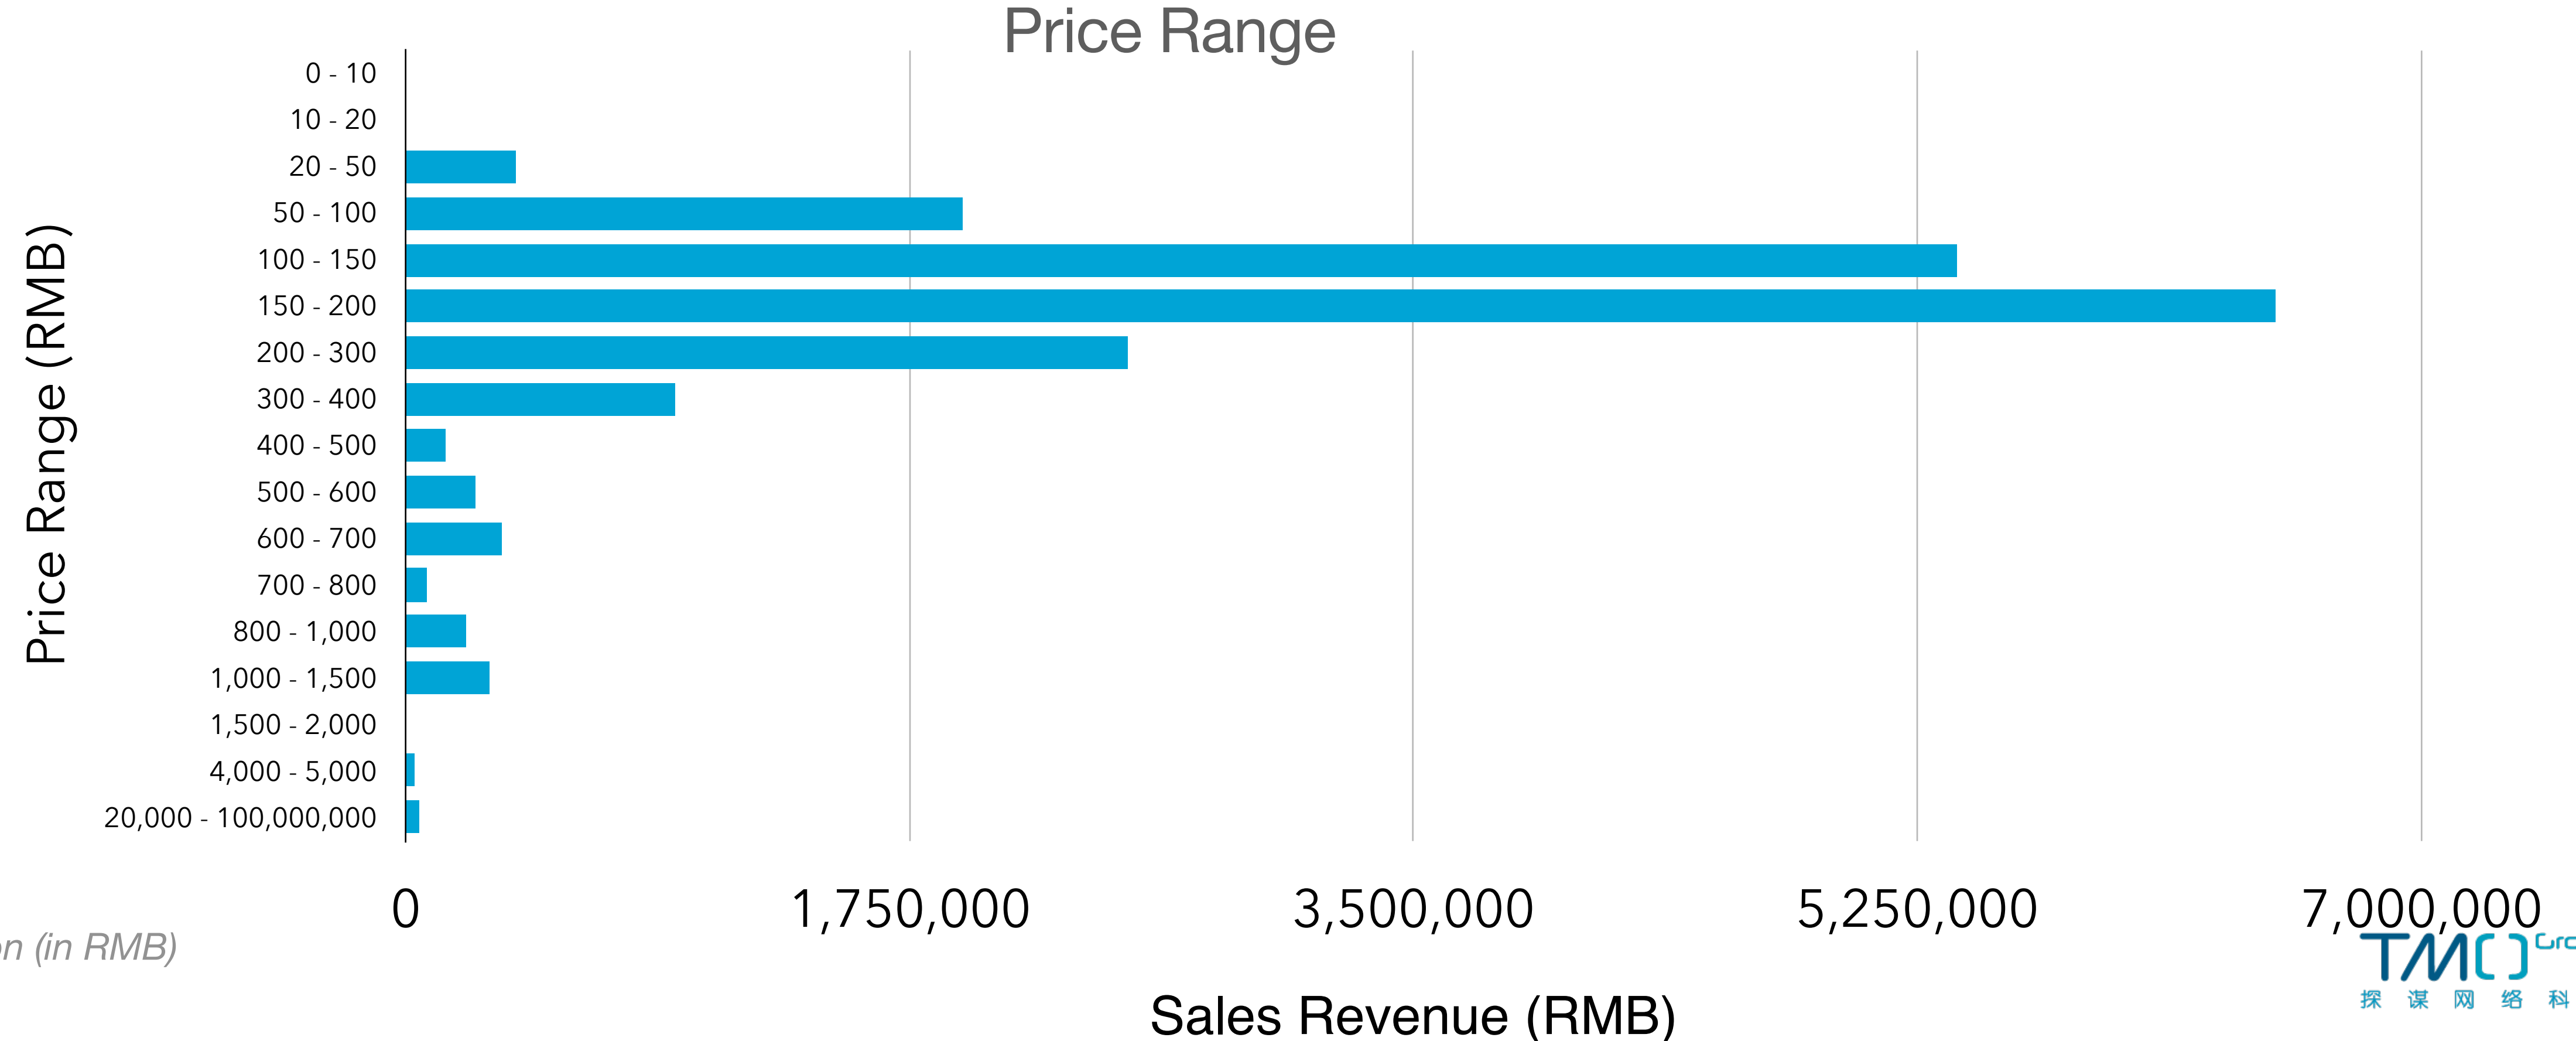 Price Range
Price Range (RMB)
0 - 10
10 - 20
20 - 50
50 - 100
100 - 150
150 - 200
200 - 300
300 - 400
400 - 500
500 - 600
600 - 700
700 - 800
800 - 1,000
1,000 - 1,500
1,500 - 2,000
4,000 - 5,000
20,000 - 100,000,000
0
1,750,000
3,500,000
5,250,000
7,000,000
(in RMB)
Sales Revenue (RMB)
TMO
探谋网络科